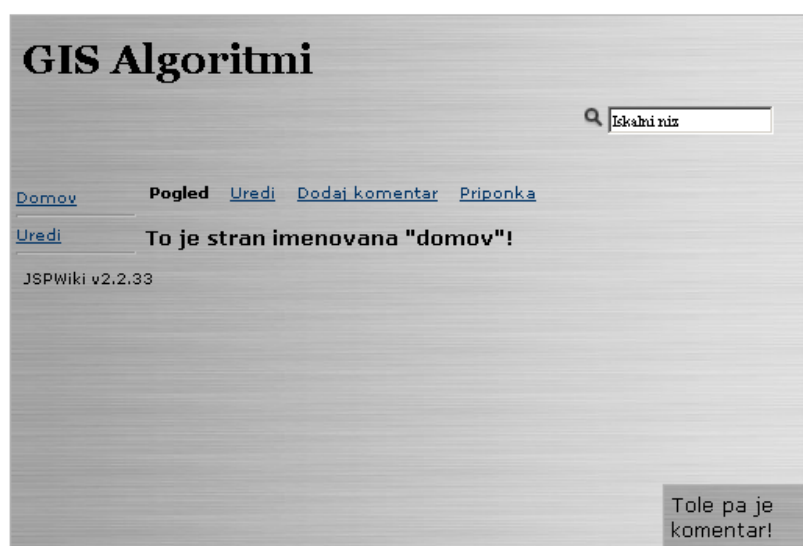 GIS Algoritmi
Iskalni niz
Domov
Pogled Uredi Dodaj komentar Priponka
Uredi
To je stran imenovana "domov"!
JSPWiki v2.2.33
Tole pa je
komentar!